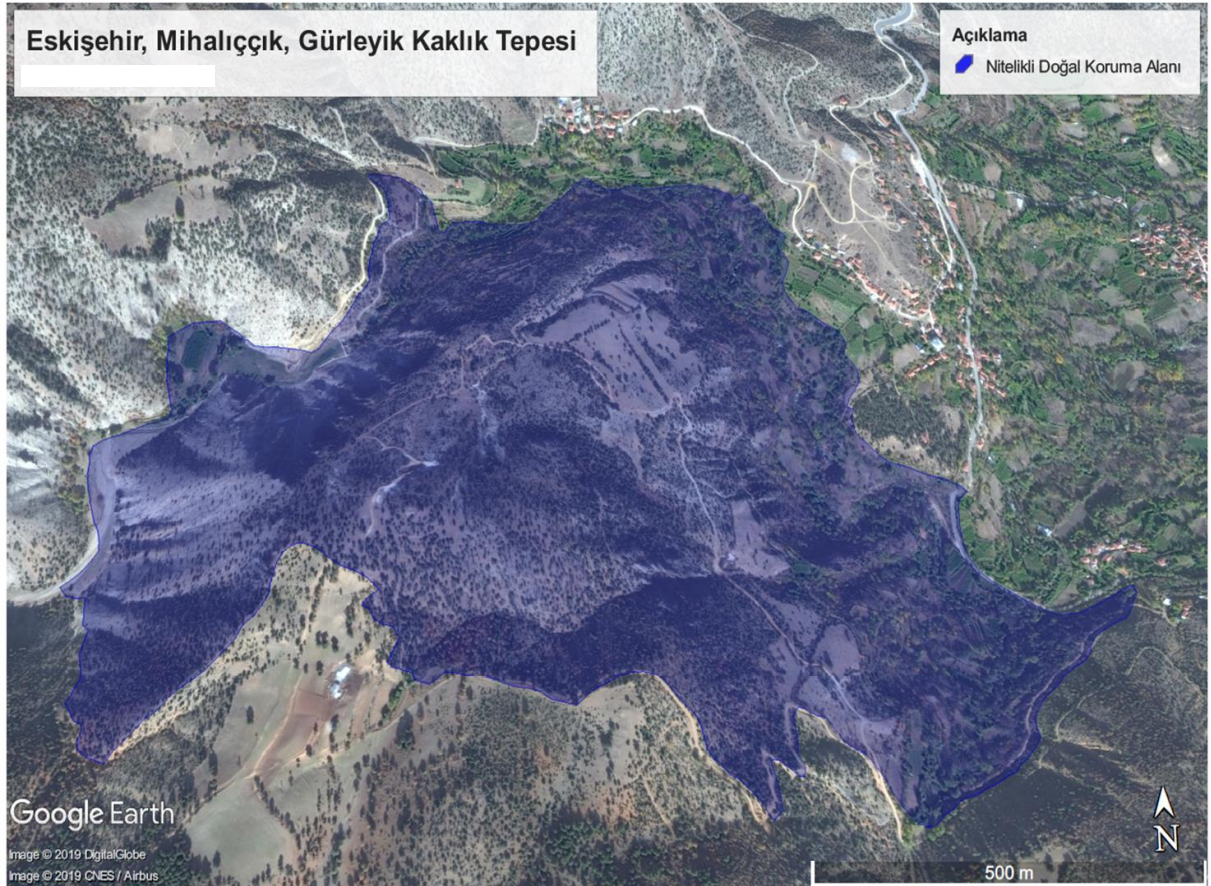 Eskişehir, Mihalıççık, Gürleyik Kaklık Tepesi
Açıklama
Nitelikli Doğal Koruma Alanı
Google Earth
Image © 2019 DigitalGlobe
Image © 2019 CNES / Airbus
N
500 m